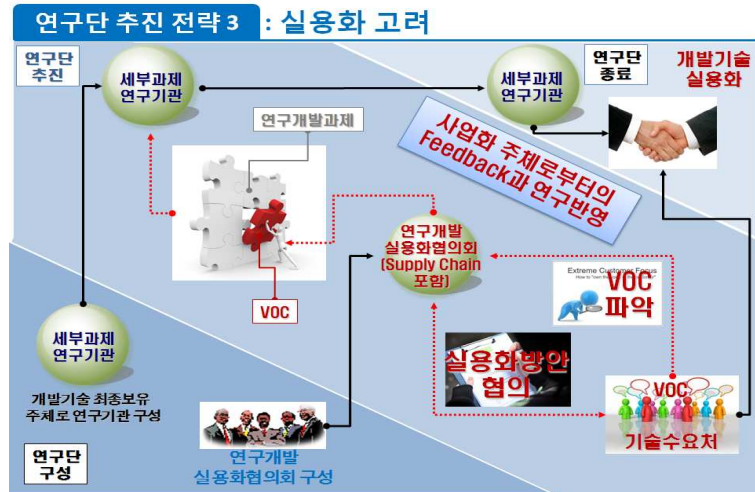 연구단 추진 전략 3 : 실용화 고려
연구단
추진
세부과제
연구기관
세부과제
연구기관
연구단
종료
개발기술
실용화
연구개발과제
사업화 주체로부터의
Feedback과 연구반영
VOC
연구개발
실용화협의회
(Supply Chain
포함)
Extreme Customer Focus
VOC
파악
세부과제
연구기관
실용화방안
협의
개발기술 최종보유
주체로 연구기관 구성
VOC
기술수요처
연구단
구성
연구개발
실용화협의회 구성